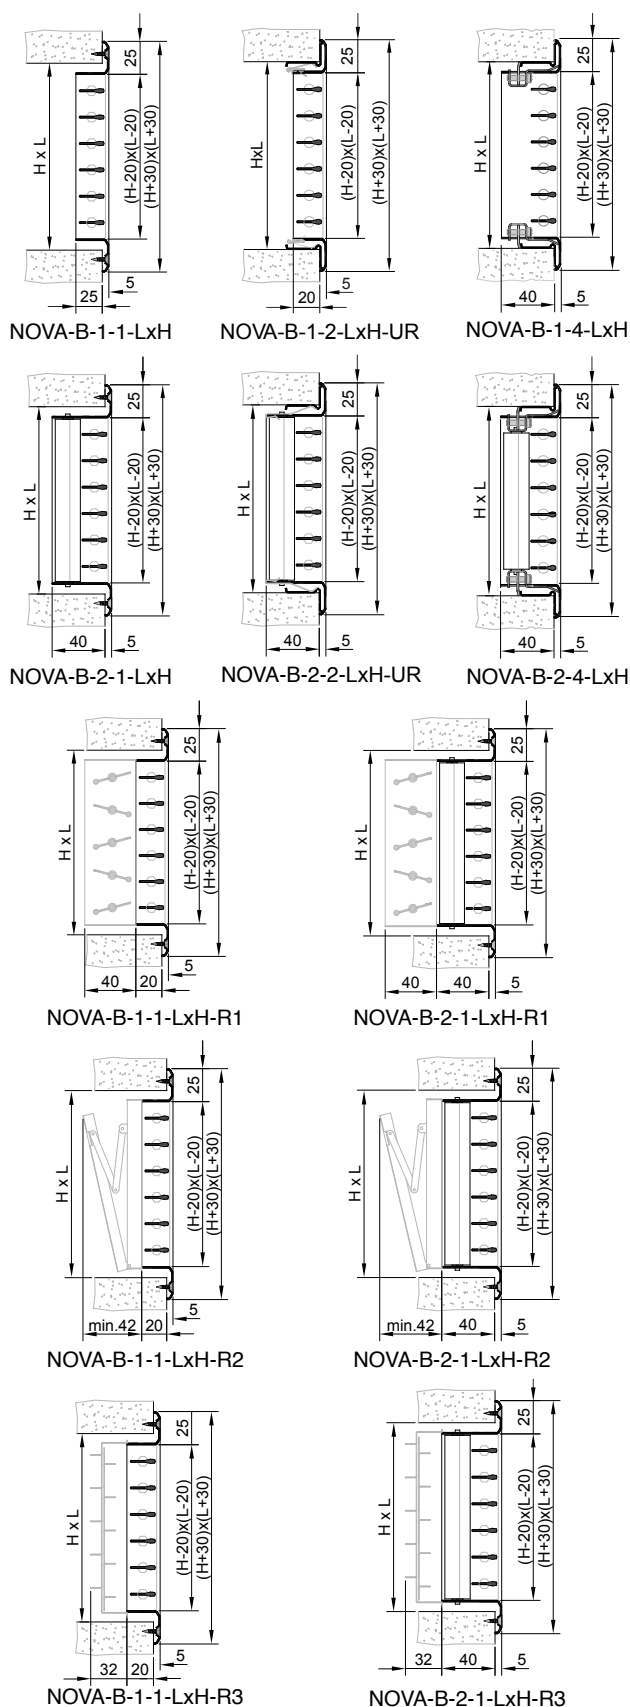 H x L
25
(H-20)x(L-20)
(H+30)x(L+30)
25
5
NOVA-B-1-1-LxH
HxL
25
(H-20)x(L-20)
(H+30)x(L+30)
20
5
NOVA-B-1-2-LxH-UR
H x L
25
(H-20)x(L-20)
(H+30)x(L+30)
40
5
NOVA-B-1-4-LxH
H x L
25
(H-20)x(L-20)
(H+30)x(L+30)
40
5
NOVA-B-2-1-LxH
H x L
25
(H-20)x(L-20)
(H+30)x(L+30)
40
5
NOVA-B-2-2-LxH-UR
H x L
25
(H-20)x(L-20)
(H+30)x(L+30)
40
5
NOVA-B-2-4-LxH
H x L
25
(H-20)x(L-20)
(H+30)x(L+30)
40
20
5
NOVA-B-1-1-LxH-R1
H x L
25
(H-20)x(L-20)
(H+30)x(L+30)
40
40
5
NOVA-B-2-1-LxH-R1
H x L
25
(H-20)x(L-20)
(H+30)x(L+30)
min.42
20
5
NOVA-B-1-1-LxH-R2
H x L
25
(H-20)x(L-20)
(H+30)x(L+30)
min.42
40
5
NOVA-B-2-1-LxH-R2
H x L
25
(H-20)x(L-20)
(H+30)x(L+30)
32
20
5
NOVA-B-1-1-LxH-R3
H x L
25
(H-20)x(L-20)
(H+30)x(L+30)
32
40
5
NOVA-B-2-1-LxH-R3